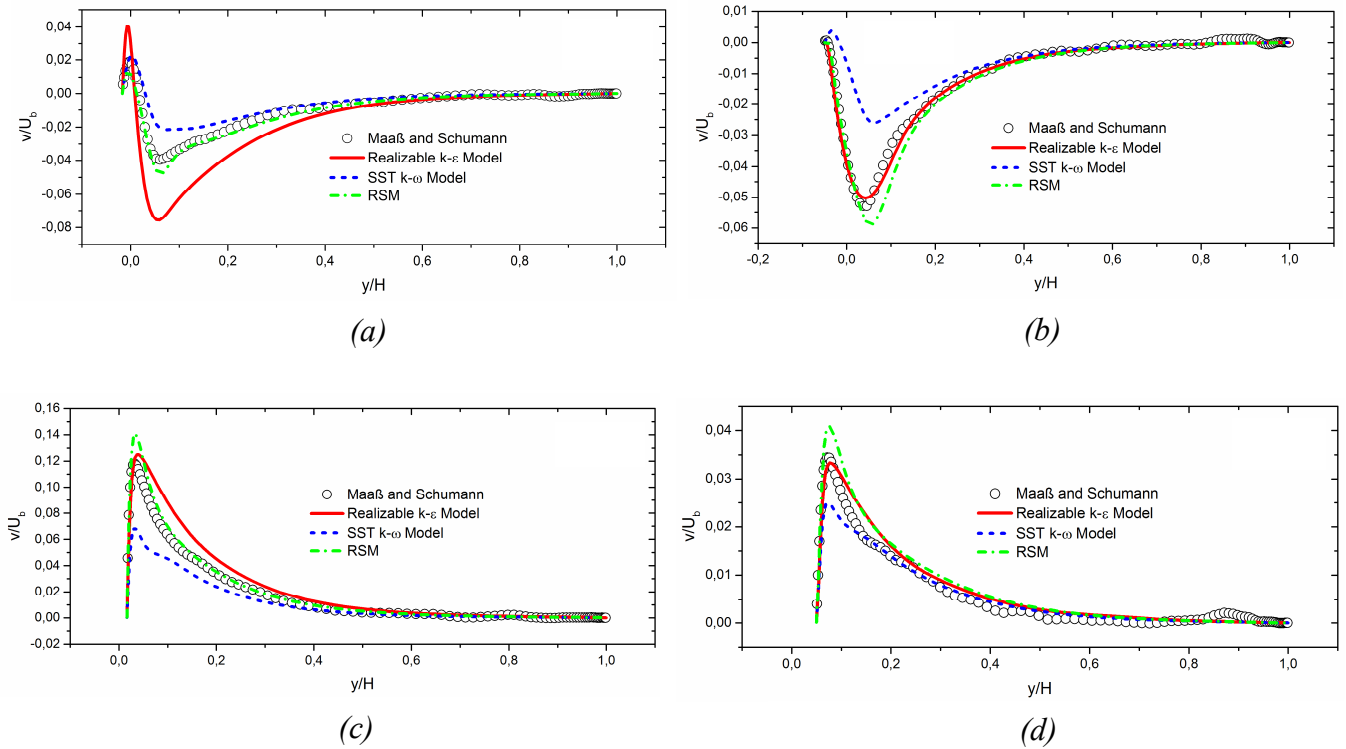 0,04
0,02
0,00
-0,02
-0,04
-0,06
-0,08
v/U_b
Maaß and Schumann
Realizable k-ε Model
SST k-ω Model
RSM
0,0 0,2 0,4 0,6 0,8 1,0
y/H
(a)
0,01
0,00
-0,01
-0,02
-0,03
-0,04
-0,05
-0,06
v/U_b
Maaß and Schumann
Realizable k-ε Model
SST k-ω Model
RSM
-0,2 0,0 0,2 0,4 0,6 0,8 1,0
y/H
(b)
0,16
0,14
0,12
0,10
0,08
0,06
0,04
0,02
0,00
-0,02
v/U_b
Maaß and Schumann
Realizable k-ε Model
SST k-ω Model
RSM
0,0 0,2 0,4 0,6 0,8 1,0
y/H
(c)
0,04
0,03
0,02
0,01
0,00
v/U_b
Maaß and Schumann
Realizable k-ε Model
SST k-ω Model
RSM
0,0 0,2 0,4 0,6 0,8 1,0
y/H
(d)